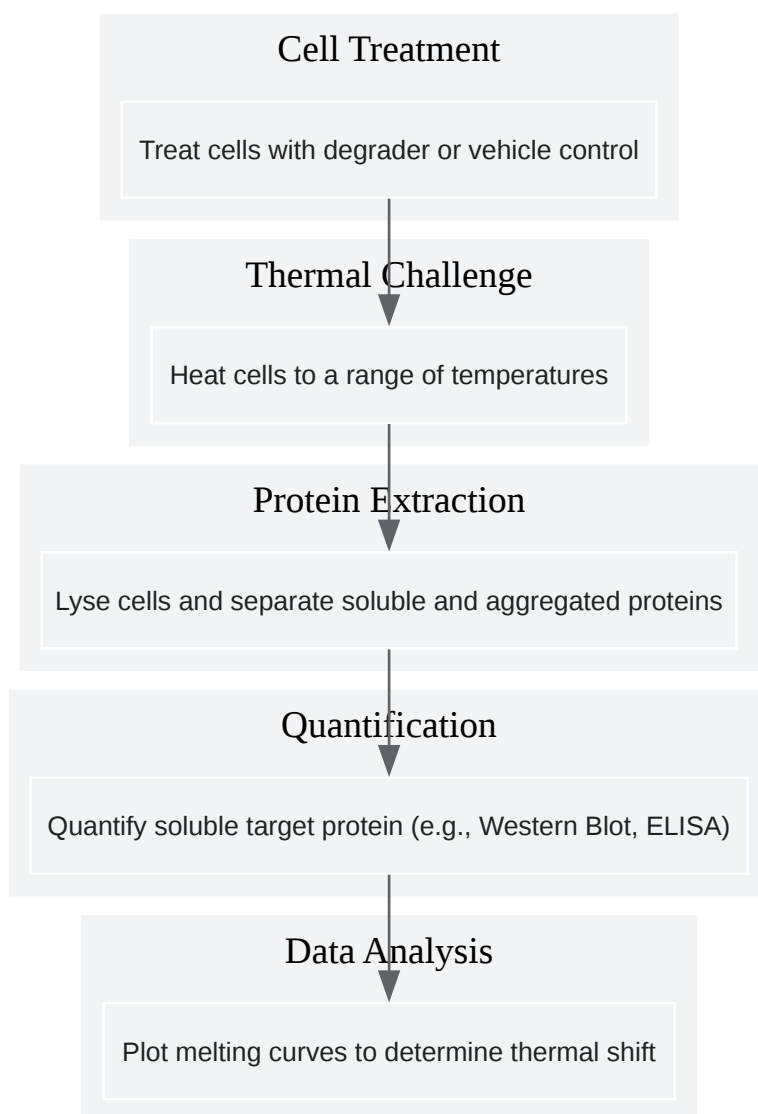 Cell Treatment
Treat cells with degrader or vehicle control
Thermal Challenge
Heat cells to a range of temperatures
Protein Extraction
Lyse cells and separate soluble and aggregated proteins
Quantification
Quantify soluble target protein (e.g., Western Blot, ELISA)
Data Analysis
Plot melting curves to determine thermal shift